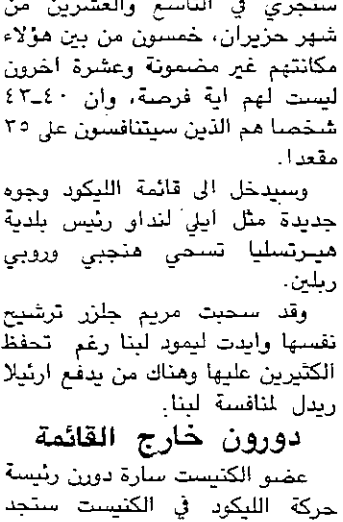 ستجري في التاسع والعشرين من
شهر حزيران، خمسون من بين هؤلاء
مكانتهم غير مضمونة وعشرة اخرون
ليست لهم اية فرصة، وان ٤٠-٤٣
شخصا هم الذين سيتنافسون على ٣٥
مقعدا.
وسيدخل الى قائمة الليكود وجوه
جديدة مثل ايلي لنداو رئيس بلدية
هيرتسليا تسحي هنجبي وروبي
ربلين.
وقد سحبت مريم جلزر ترشيح
نفسها وايدت ليمور لبنا رغم تحفظ
الكثيرين عليها وهناك من يدفع ارئيلا
ريدل لمنافسة لبنا.
دورون خارج القائمة
عضو الكنيست سارة دورن رئيسة
حركة الليكود في الكنيست ستجد